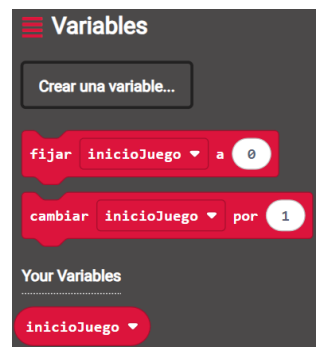 Variables
Crear una variable...
fijar inicioJuego a 0
cambiar inicioJuego por 1
Your Variables
inicioJuego